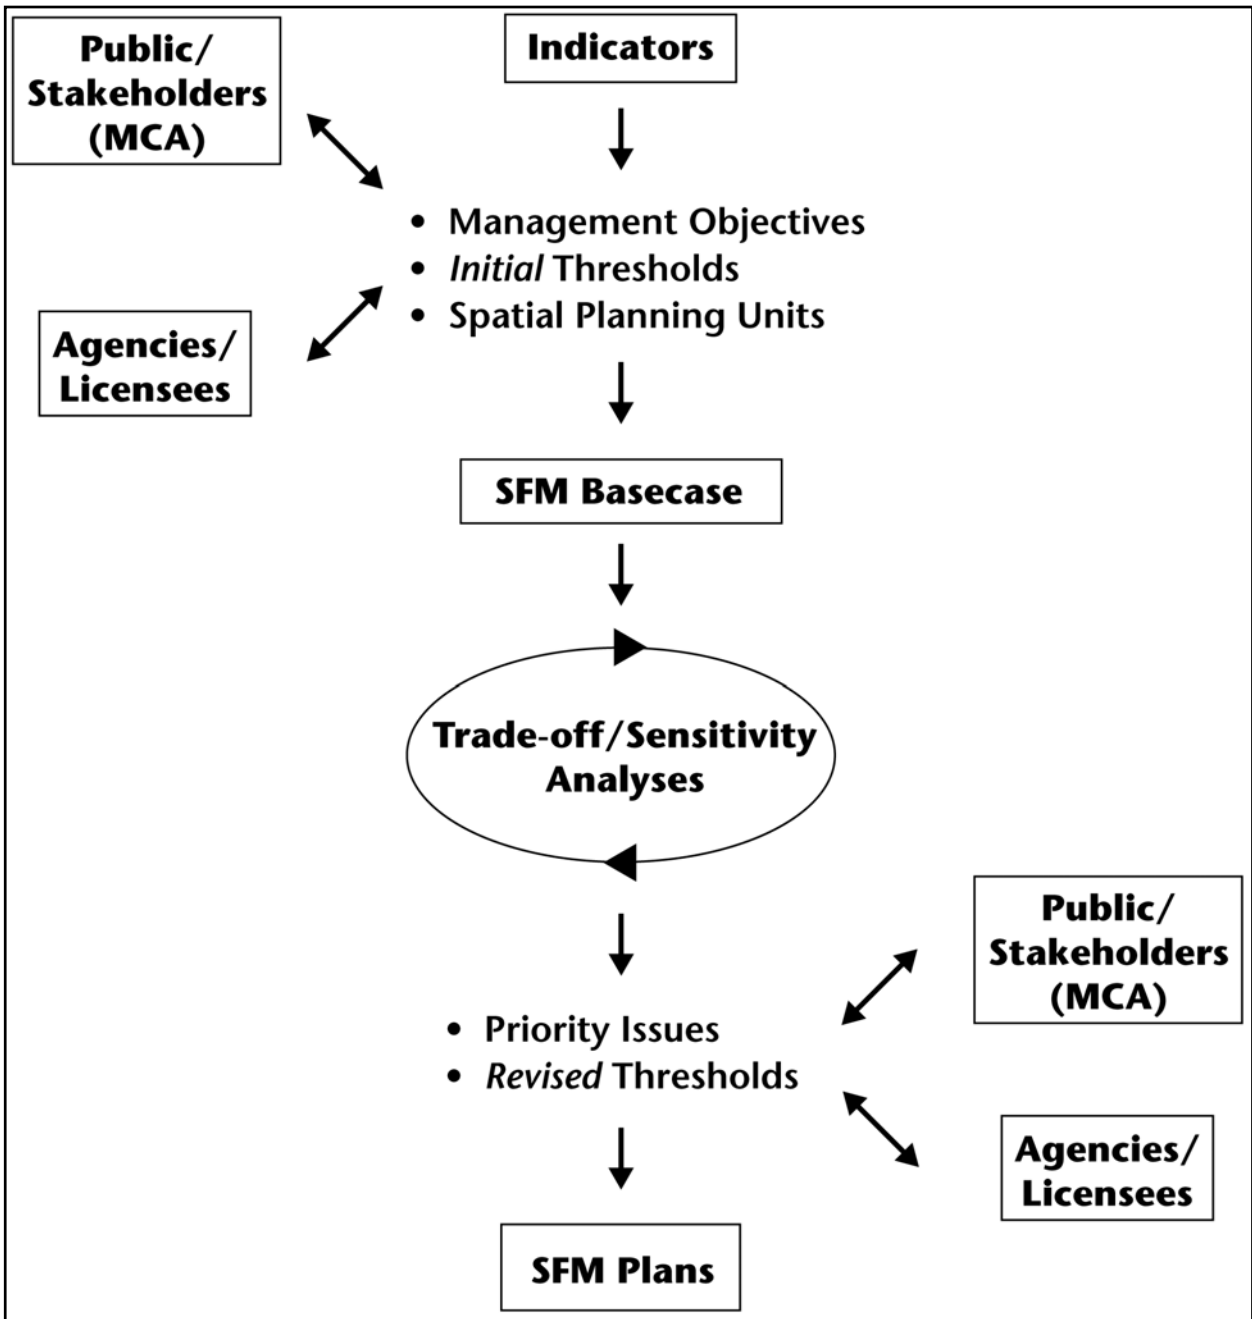 Public/
Stakeholders
(MCA)
Indicators
• Management Objectives
• Initial Thresholds
• Spatial Planning Units
Agencies/
Licensees
SFM Basecase
Trade-off/Sensitivity
Analyses
Public/
Stakeholders
(MCA)
• Priority Issues
• Revised Thresholds
Agencies/
Licensees
SFM Plans